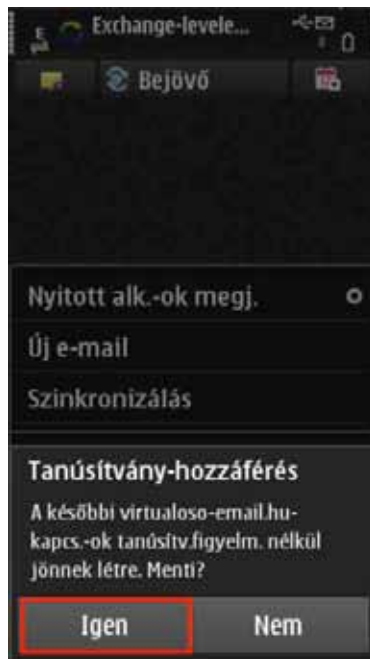 Exchange-levele...
Bejövő
Nyitott alk.-ok megj.
Új e-mail
Szinkronizálás
Tanúsítvány-hozzáférés
A későbbi virtualoso-email.hu-
kapcs.-ok tanúsítv.figyelm. nélkül
jönnek létre. Menti?
Igen
Nem